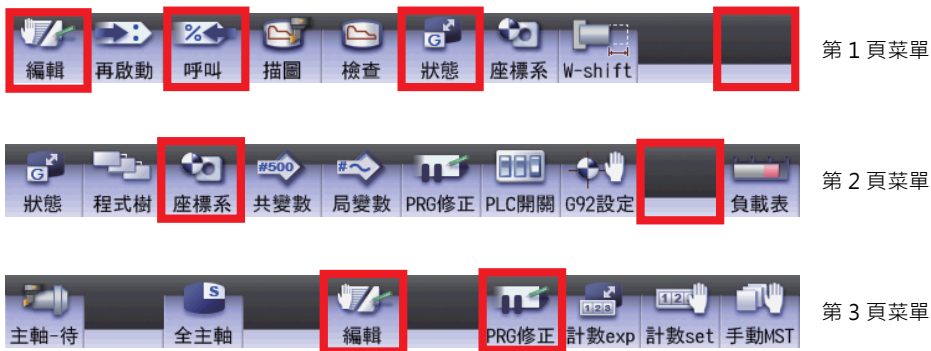 編輯 再啟動 呼叫 描圖 檢查 G 狀態 座標系 W-shift 第1頁菜單
G 狀態 程式樹 座標系 #500 共變數 # 局變數 PRG修正 PLC開關 G92設定 負載表 第2頁菜單
主軸-待 S 全主軸 編輯 PRG修正 123 計數exp 12 計數set 手動MST 第3頁菜單